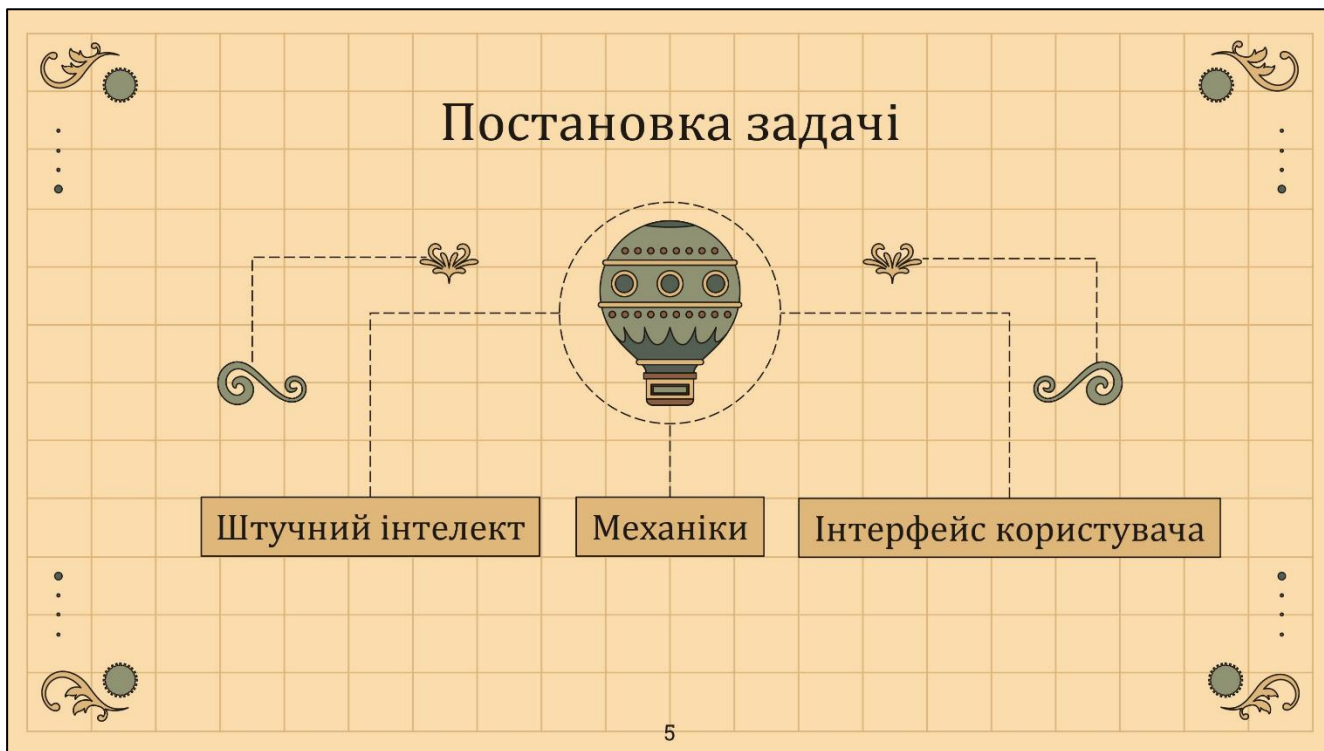 Постановка задачі
Штучний інтелект
Механіки
Інтерфейс користувача
5